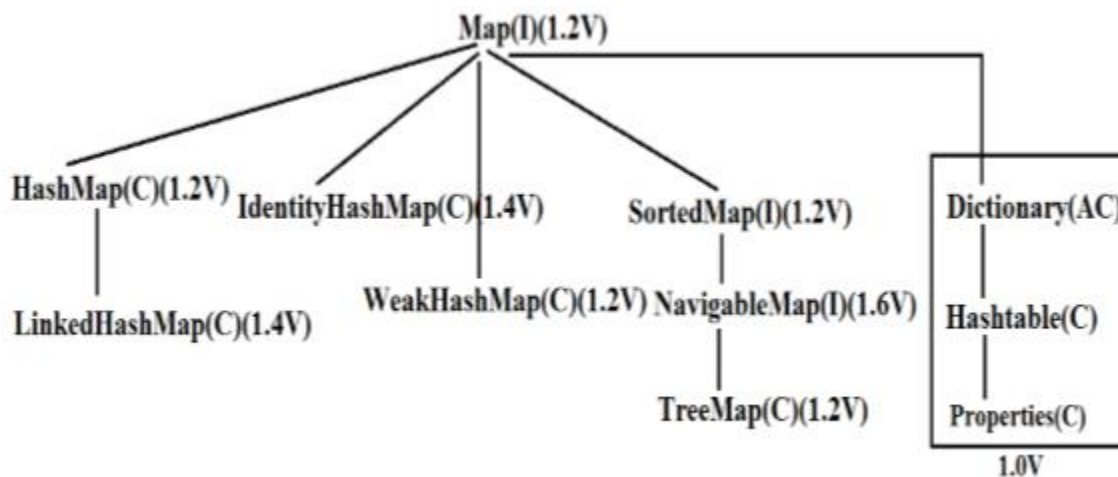 Map(I)(1.2V)
HashMap(C)(1.2V)
IdentityHashMap(C)(1.4V)
SortedMap(I)(1.2V)
Dictionary(AC)
LinkedHashMap(C)(1.4V)
WeakHashMap(C)(1.2V)
NavigableMap(I)(1.6V)
Hashtable(C)
TreeMap(C)(1.2V)
Properties(C)
1.0V